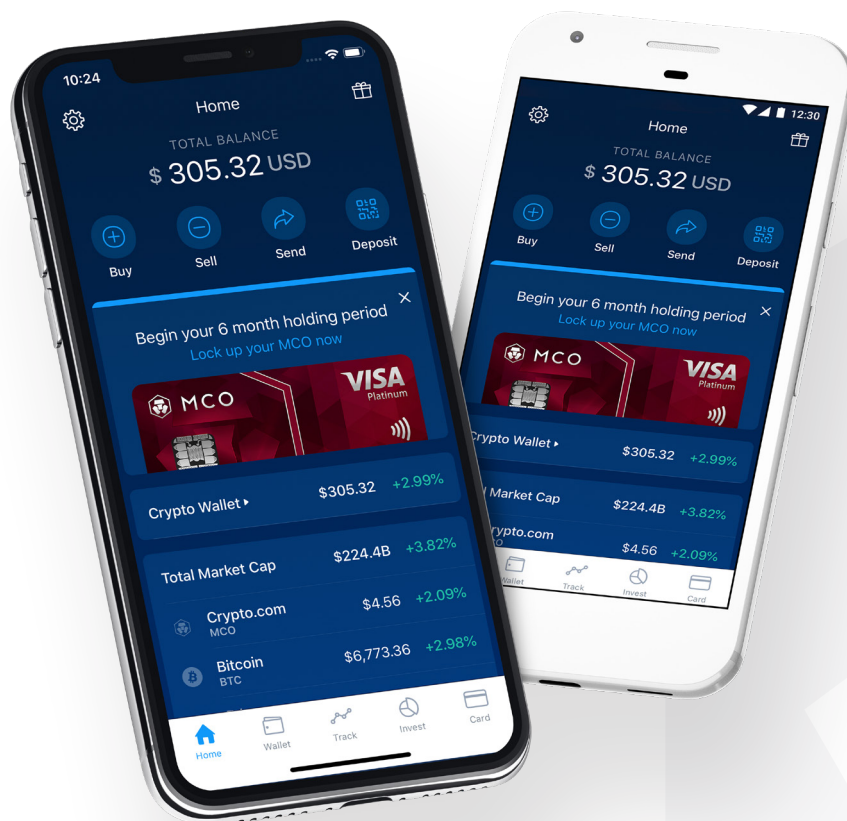 10:24
Home
TOTAL BALANCE
$ 305.32 USD
Buy Sell Send Deposit
Begin your 6 month holding period
Lock up your MCO now
MCO VISA
Platinum
Crypto Wallet $305.32 +2.99%
Total Market Cap $224.4B +3.82%
Crypto.com $4.56 +2.09%
MCO
Bitcoin $6,773.36 +2.98%
BTC
Home Wallet Track Invest Card
12:30
Home
TOTAL BALANCE
$ 305.32 USD
Buy Sell Send Deposit
Begin your 6 month holding period
Lock up your MCO now
MCO VISA
Platinum
Crypto Wallet $305.32 +2.99%
l Market Cap $224.4B +3.82%
rypto.com $4.56 +2.09%
CO
Wallet Track Invest Card